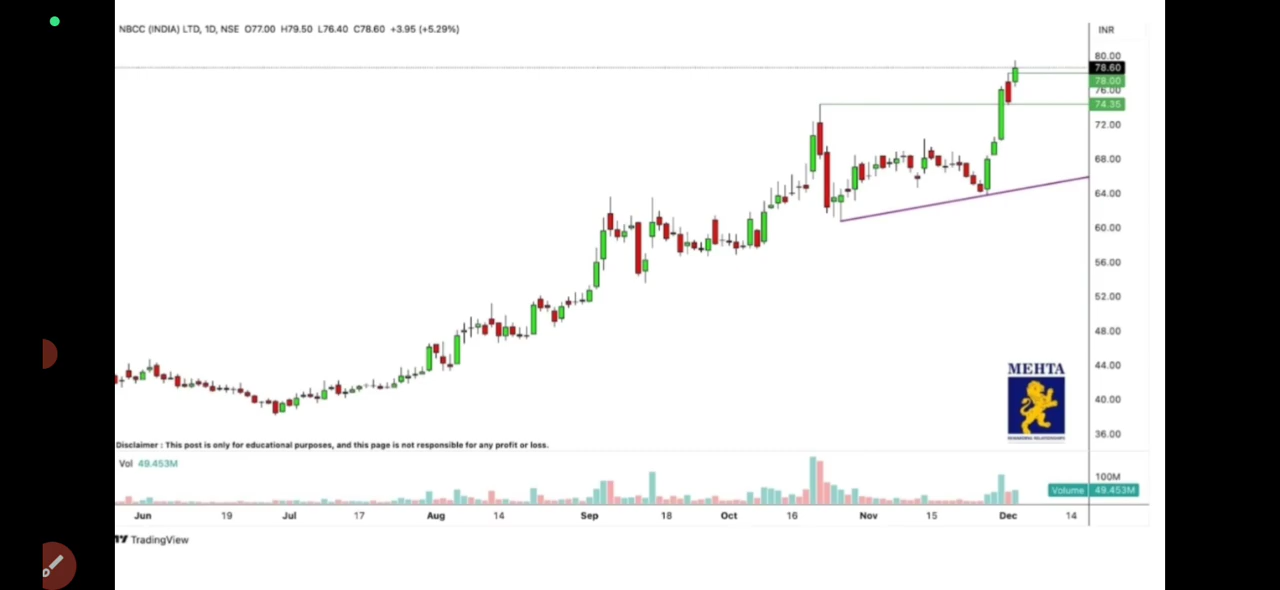 NBCC (INDIA) LTD, 1D, NSE O77.00 H79.50 L76.40 C78.60 +3.95 (+5.29%)
INR
80.00
78.60
78.00
76.00
74.35
72.00
68.00
64.00
60.00
56.00
52.00
48.00
44.00
40.00
36.00
MEHTA
Disclaimer : This post is only for educational purposes, and this page is not responsible for any profit or loss.
Vol 49.453M
100M
Volume 49.453M
Jun 19 Jul 17 Aug 14 Sep 18 Oct 16 Nov 15 Dec 14
TradingView